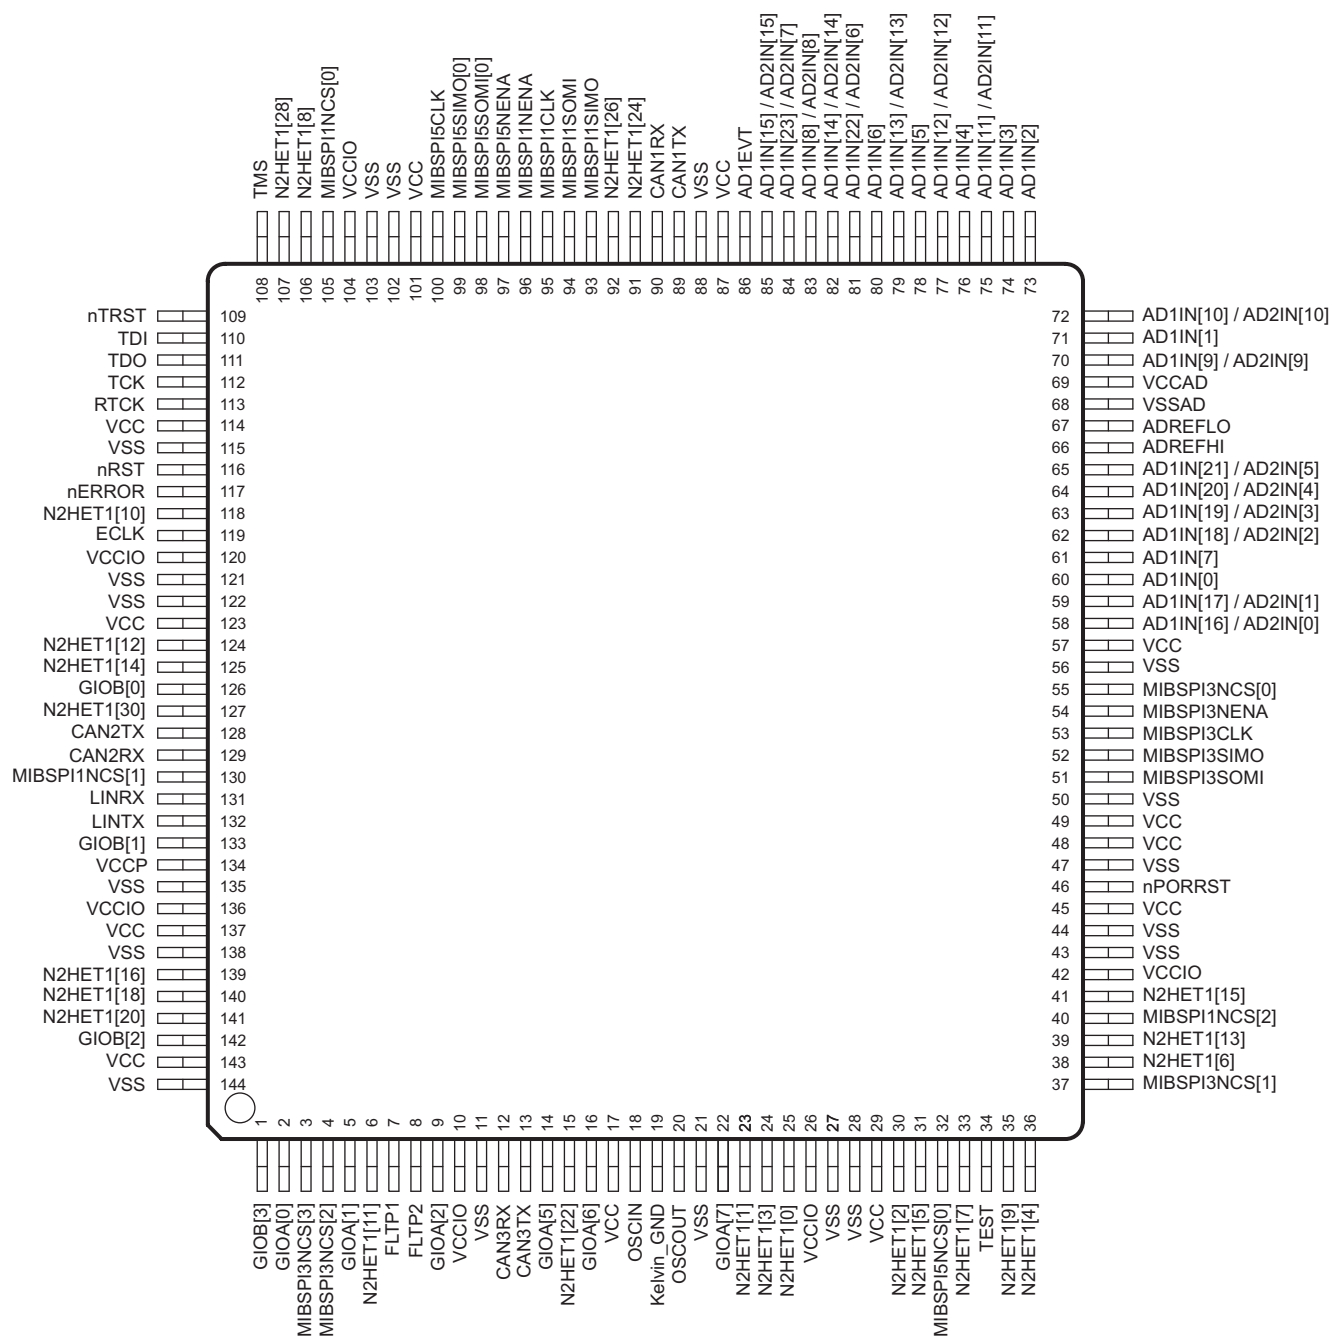 TMS
N2HET1[28]
N2HET1[8]
MIBSPI1NCS[0]
VCCIO
VSS
VSS
VCC
MIBSPI5CLK
MIBSPI5SIMO[0]
MIBSPI5SOMI[0]
MIBSPI5NENA
MIBSPI1NENA
MIBSPI1CLK
MIBSPI1SOMI
MIBSPI1SIMO
N2HET1[26]
N2HET1[24]
CAN1RX
CAN1TX
VSS
VCC
AD1EVT
AD1IN[15] / AD2IN[15]
AD1IN[23] / AD2IN[7]
AD1IN[8] / AD2IN[8]
AD1IN[14] / AD2IN[14]
AD1IN[22] / AD2IN[6]
AD1IN[6]
AD1IN[13] / AD2IN[13]
AD1IN[5]
AD1IN[12] / AD2IN[12]
AD1IN[4]
AD1IN[11] / AD2IN[11]
AD1IN[3]
AD1IN[2]
108
107
106
105
104
103
102
101
100
99
98
97
96
95
94
93
92
91
90
89
88
87
86
85
84
83
82
81
80
79
78
77
76
75
74
73
nTRST 109
TDI 110
TDO 111
TCK 112
RTCK 113
VCC 114
VSS 115
nRST 116
nERROR 117
N2HET1[10] 118
ECLK 119
VCCIO 120
VSS 121
VSS 122
VCC 123
N2HET1[12] 124
N2HET1[14] 125
GIOB[0] 126
N2HET1[30] 127
CAN2TX 128
CAN2RX 129
MIBSPI1NCS[1] 130
LINRX 131
LINTX 132
GIOB[1] 133
VCCP 134
VSS 135
VCCIO 136
VCC 137
VSS 138
N2HET1[16] 139
N2HET1[18] 140
N2HET1[20] 141
GIOB[2] 142
VCC 143
VSS 144
72 AD1IN[10] / AD2IN[10]
71 AD1IN[1]
70 AD1IN[9] / AD2IN[9]
69 VCCAD
68 VSSAD
67 ADREFLO
66 ADREFHI
65 AD1IN[21] / AD2IN[5]
64 AD1IN[20] / AD2IN[4]
63 AD1IN[19] / AD2IN[3]
62 AD1IN[18] / AD2IN[2]
61 AD1IN[7]
60 AD1IN[0]
59 AD1IN[17] / AD2IN[1]
58 AD1IN[16] / AD2IN[0]
57 VCC
56 VSS
55 MIBSPI3NCS[0]
54 MIBSPI3NENA
53 MIBSPI3CLK
52 MIBSPI3SIMO
51 MIBSPI3SOMI
50 VSS
49 VCC
48 VCC
47 VSS
46 nPORRST
45 VCC
44 VSS
43 VSS
42 VCCIO
41 N2HET1[15]
40 MIBSPI1NCS[2]
39 N2HET1[13]
38 N2HET1[6]
37 MIBSPI3NCS[1]
1
2
3
4
5
6
7
8
9
10
11
12
13
14
15
16
17
18
19
20
21
22
23
24
25
26
27
28
29
30
31
32
33
34
35
36
GIOB[3]
GIOA[0]
MIBSPI3NCS[3]
MIBSPI3NCS[2]
GIOA[1]
N2HET1[11]
FLTP1
FLTP2
GIOA[2]
VCCIO
VSS
CAN3RX
CAN3TX
GIOA[5]
N2HET1[22]
GIOA[6]
VCC
OSCIN
Kelvin_GND
OSCOUT
VSS
GIOA[7]
N2HET1[1]
N2HET1[3]
N2HET1[0]
VCCIO
VSS
VSS
VCC
N2HET1[2]
N2HET1[5]
MIBSPI5NCS[0]
N2HET1[7]
TEST
N2HET1[9]
N2HET1[4]